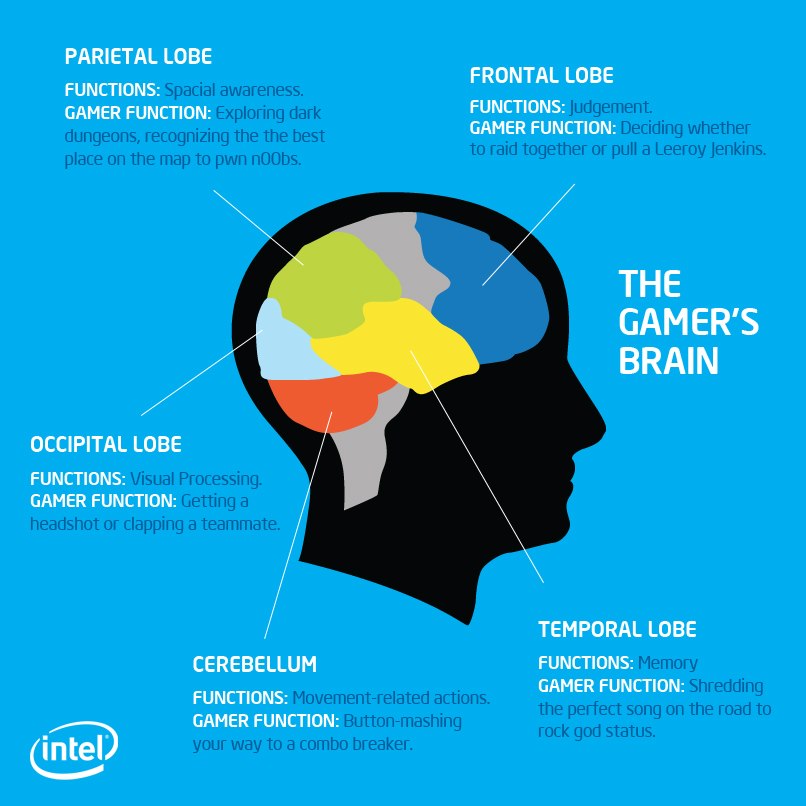 PARIETAL LOBE
FUNCTIONS: Spacial awareness.
GAMER FUNCTION: Exploring dark
dungeons, recognizing the the best
place on the map to pwn n00bs.
FRONTAL LOBE
FUNCTIONS: Judgement.
GAMER FUNCTION: Deciding whether
to raid together or pull a Leeroy Jenkins.
THE
GAMER'S
BRAIN
OCCIPITAL LOBE
FUNCTIONS: Visual Processing.
GAMER FUNCTION: Getting a
headshot or clapping a teammate.
TEMPORAL LOBE
FUNCTIONS: Memory
GAMER FUNCTION: Shredding
the perfect song on the road to
rock god status.
CEREBELLUM
FUNCTIONS: Movement-related actions.
GAMER FUNCTION: Button-mashing
your way to a combo breaker.
intel